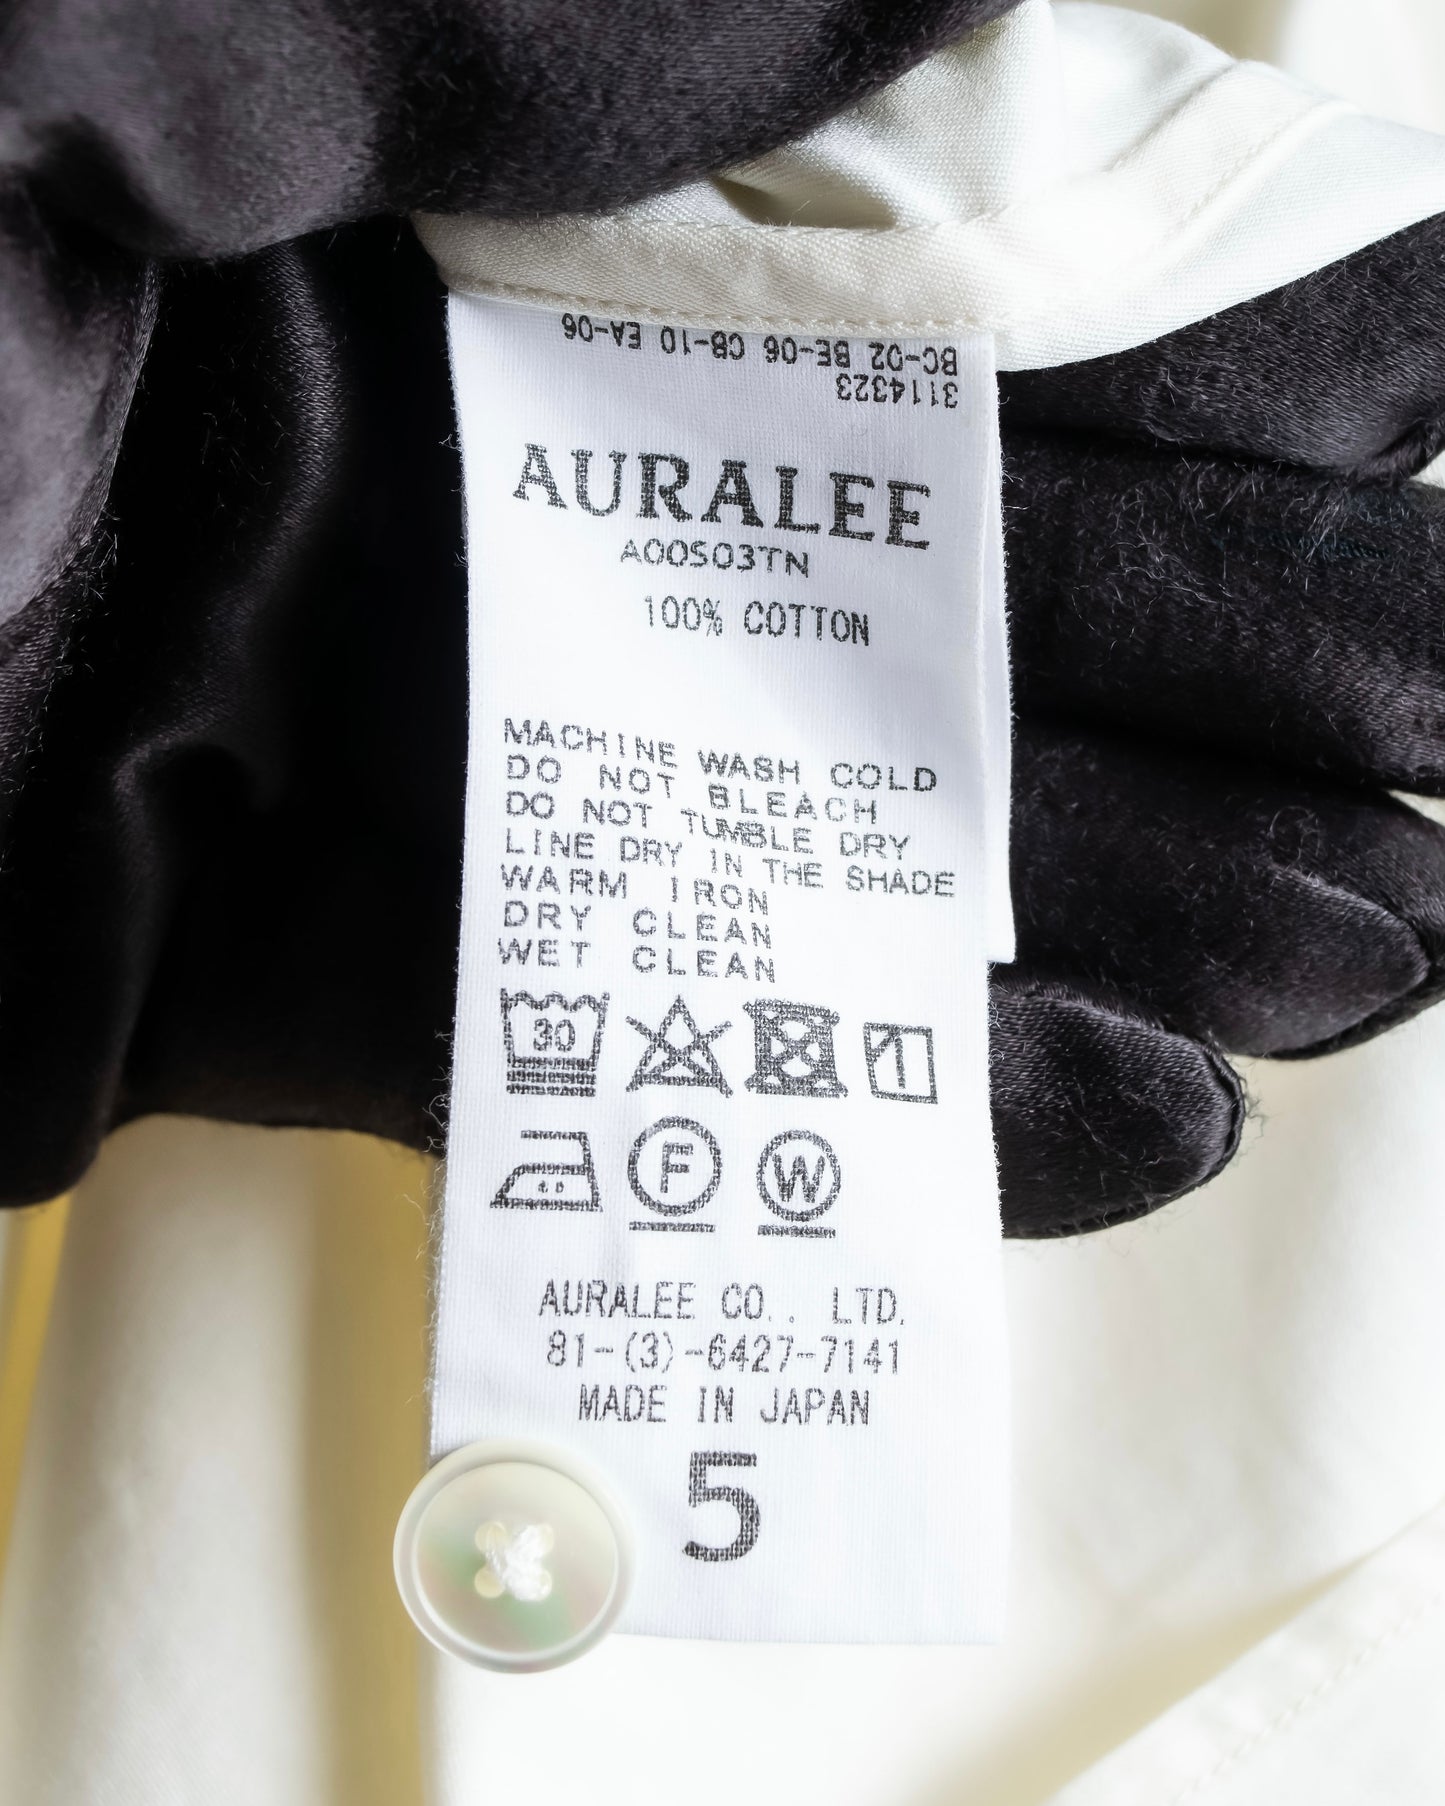 BC-02 BE-06 CB-10 EA-06
3114323
AURALEE
A00S03TN
100% COTTON
MACHINE WASH COLD
DO NOT BLEACH
DO NOT TUMBLE DRY
LINE DRY IN THE SHADE
WARM IRON
DRY CLEAN
WET CLEAN
30
F W
AURALEE CO., LTD.
81-(3)-6427-7141
MADE IN JAPAN
5